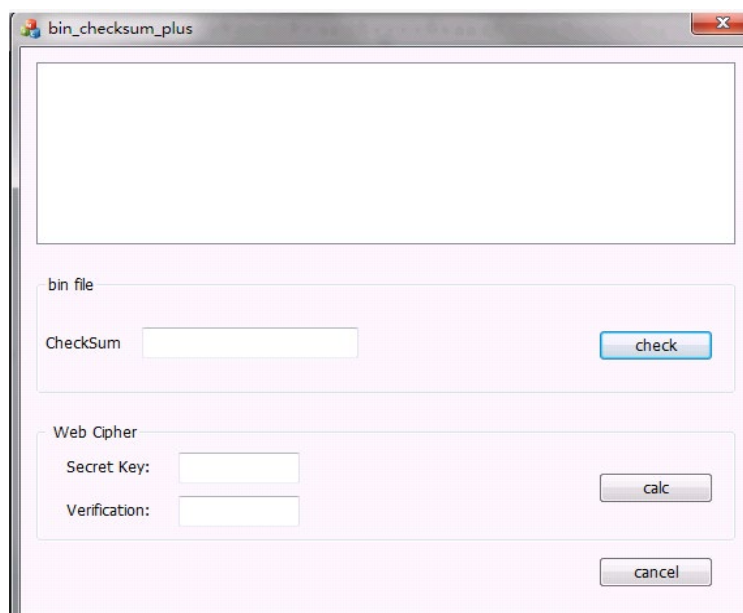 bin_checksum_plus
bin file
CheckSum
check
Web Cipher
Secret Key:
calc
Verification:
cancel